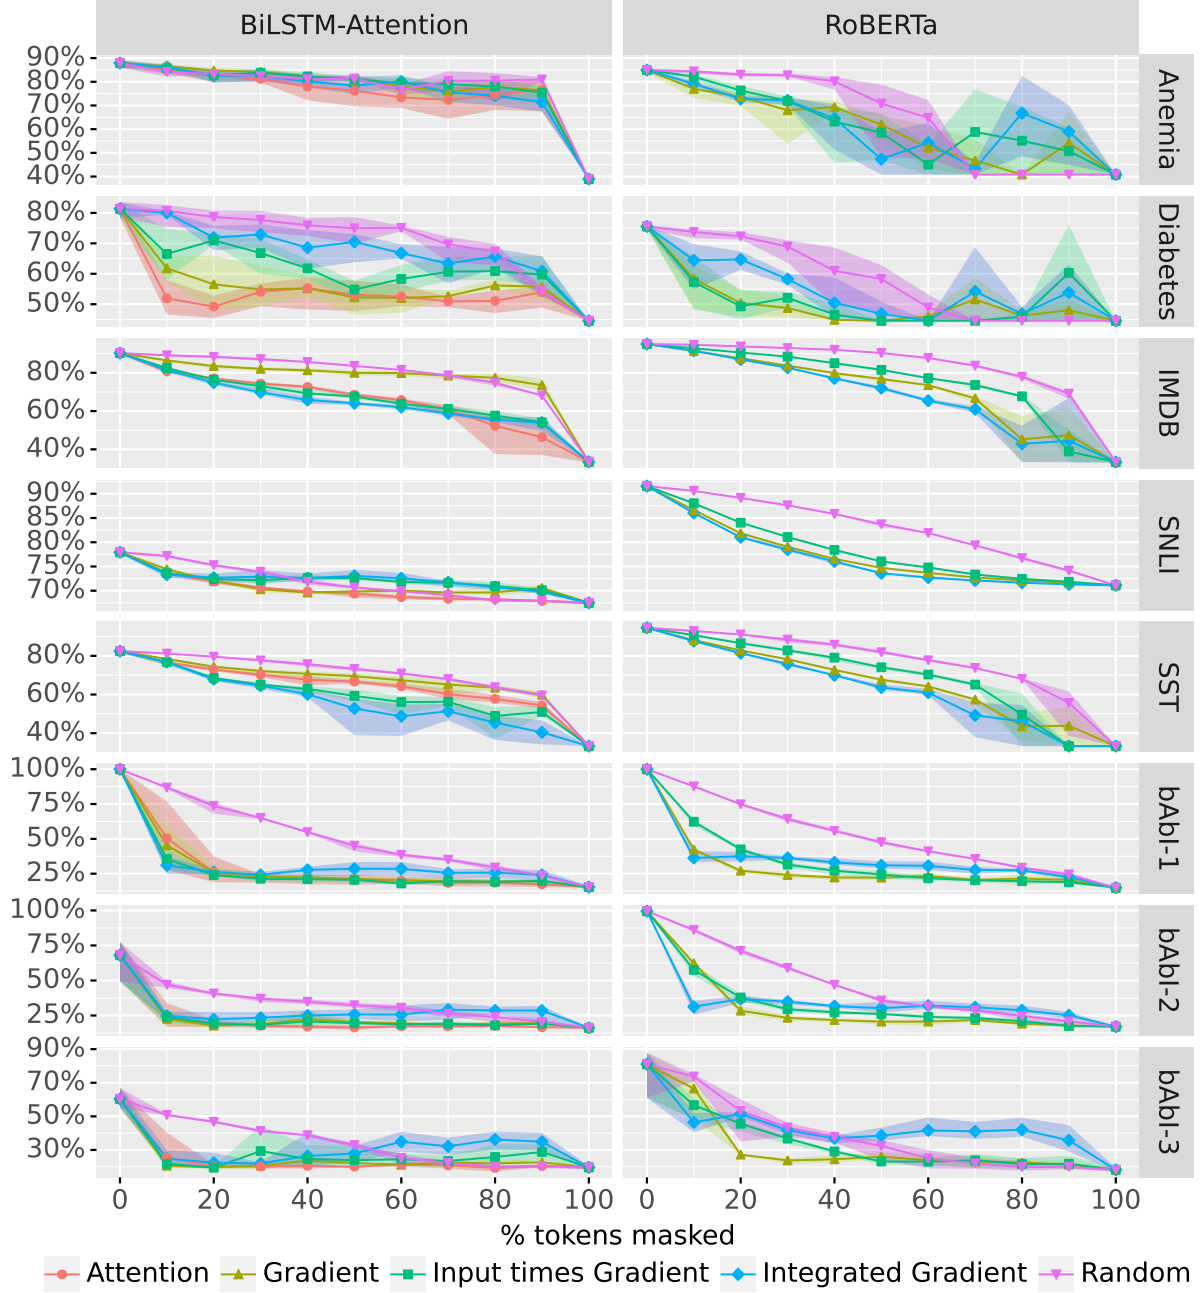 BiLSTM-Attention RoBERTa
90%
80%
70%
60%
50%
40%
Anemia
80%
70%
60%
50%
Diabetes
80%
60%
40%
IMDB
90%
85%
80%
75%
70%
SNLI
80%
60%
40%
SST
100%
75%
50%
25%
bAbI-1
100%
75%
50%
25%
bAbI-2
90%
70%
50%
30%
bAbI-3
0 20 40 60 80 100 0 20 40 60 80 100
% tokens masked
Attention Gradient Input times Gradient Integrated Gradient Random